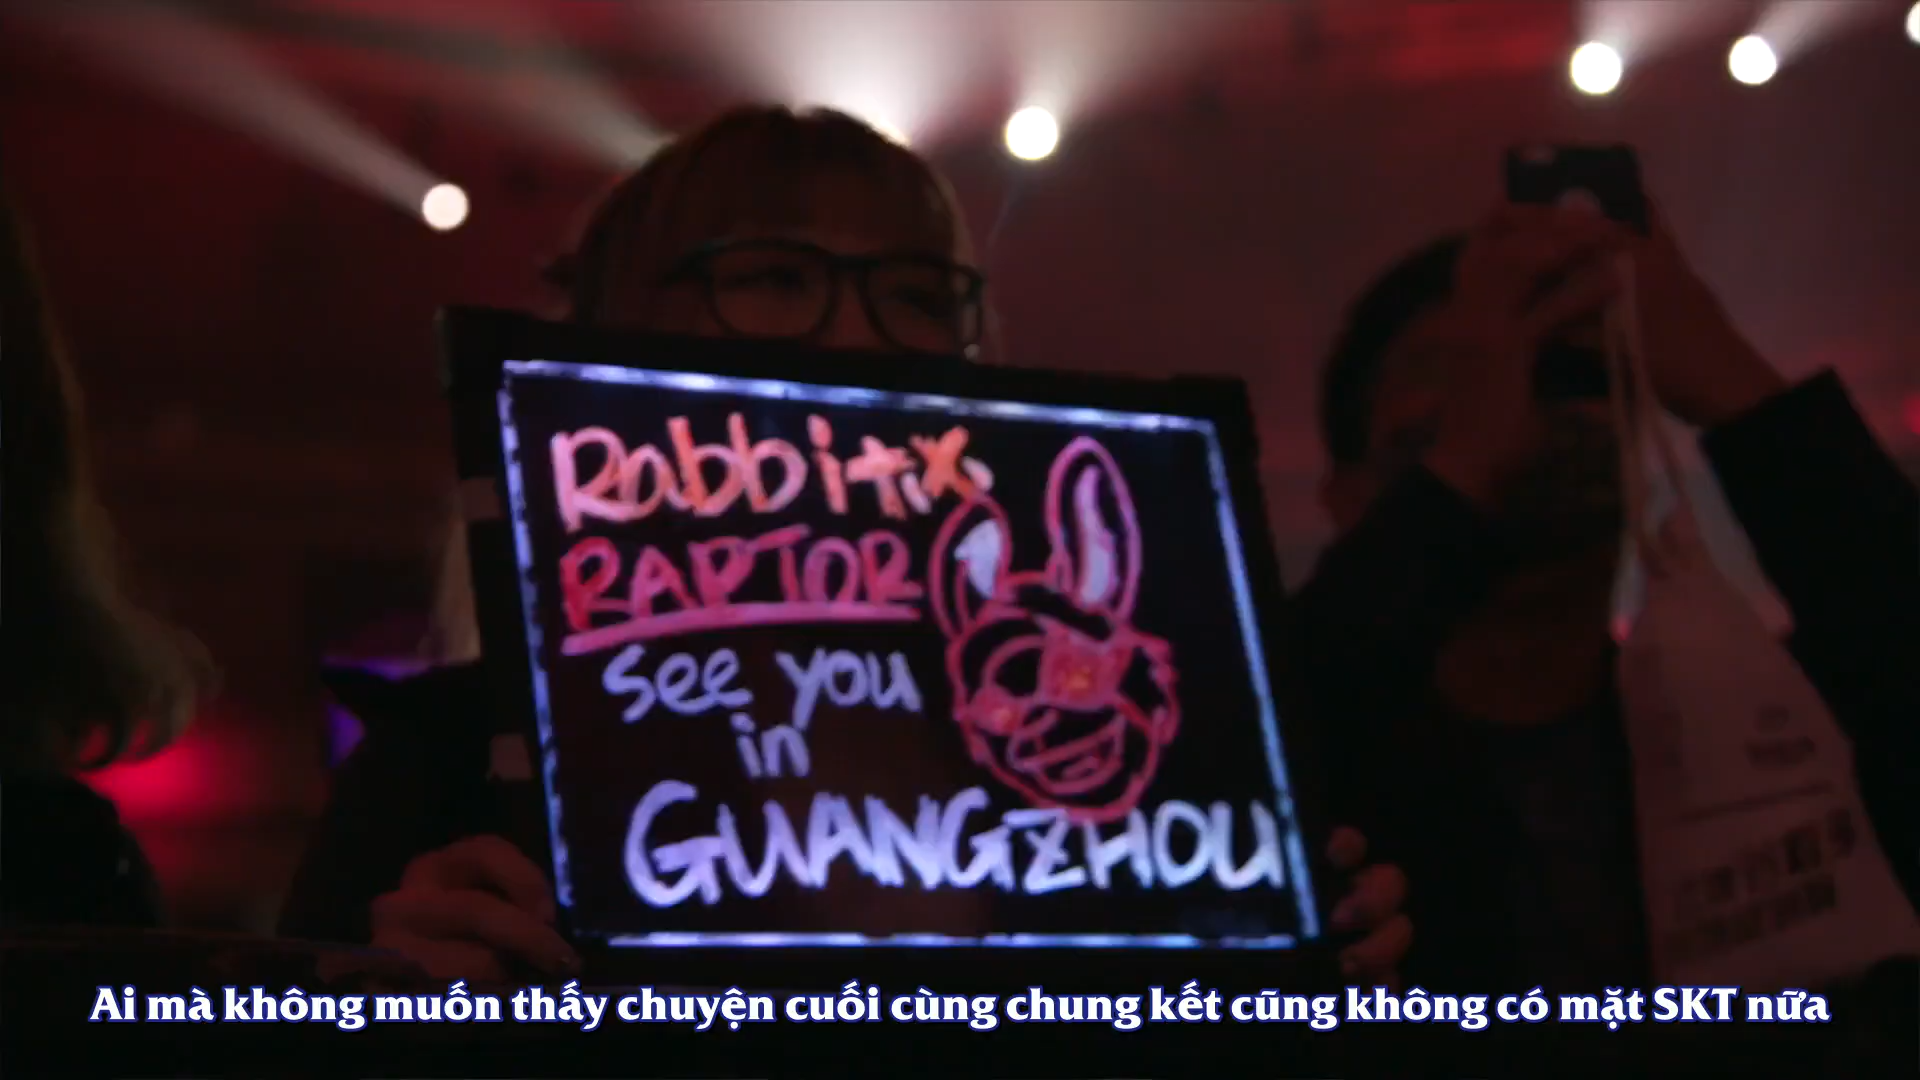 Rabbitix
RAPTOR
see you
in
GUANGZHOU
Ai mà không muốn thấy chuyện cuối cùng chung kết cũng không có mặt SKT nữa